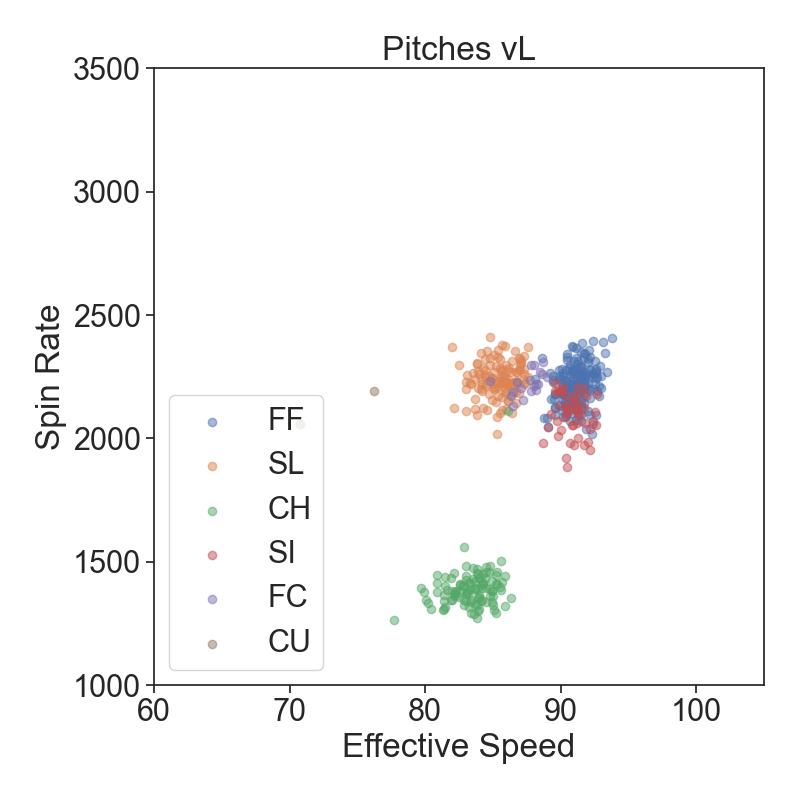 Pitches vL
3500
3000
2500
2000
1500
1000
Spin Rate
FF
SL
CH
SI
FC
CU
60 70 80 90 100
Effective Speed